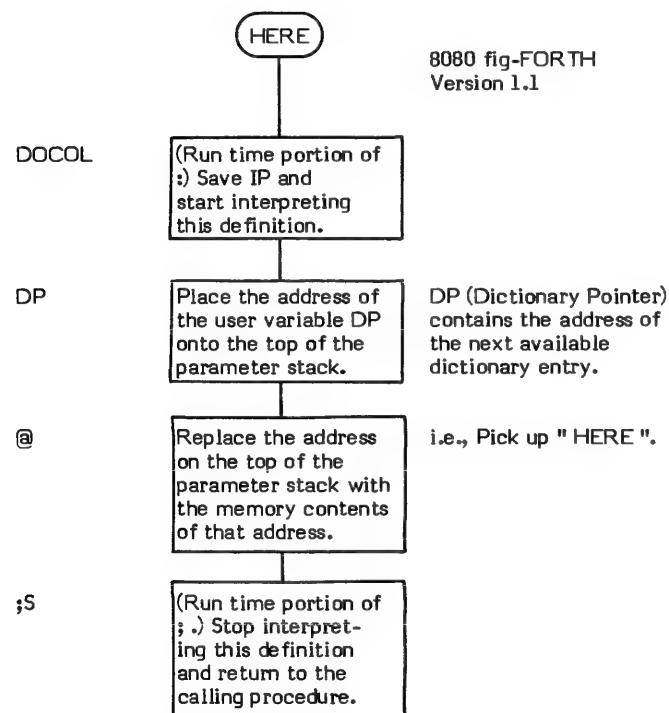 HERE
8080 fig-FORTH
Version 1.1
DOCOL
(Run time portion of
:) Save IP and
start interpreting
this definition.
DP
Place the address of
the user variable DP
onto the top of the
parameter stack.
DP (Dictionary Pointer)
contains the address of
the next available
dictionary entry.
@
Replace the address
on the top of the
parameter stack with
the memory contents
of that address.
i.e., Pick up " HERE ".
;S
(Run time portion of
; .) Stop interpret-
ing this definition
and return to the
calling procedure.